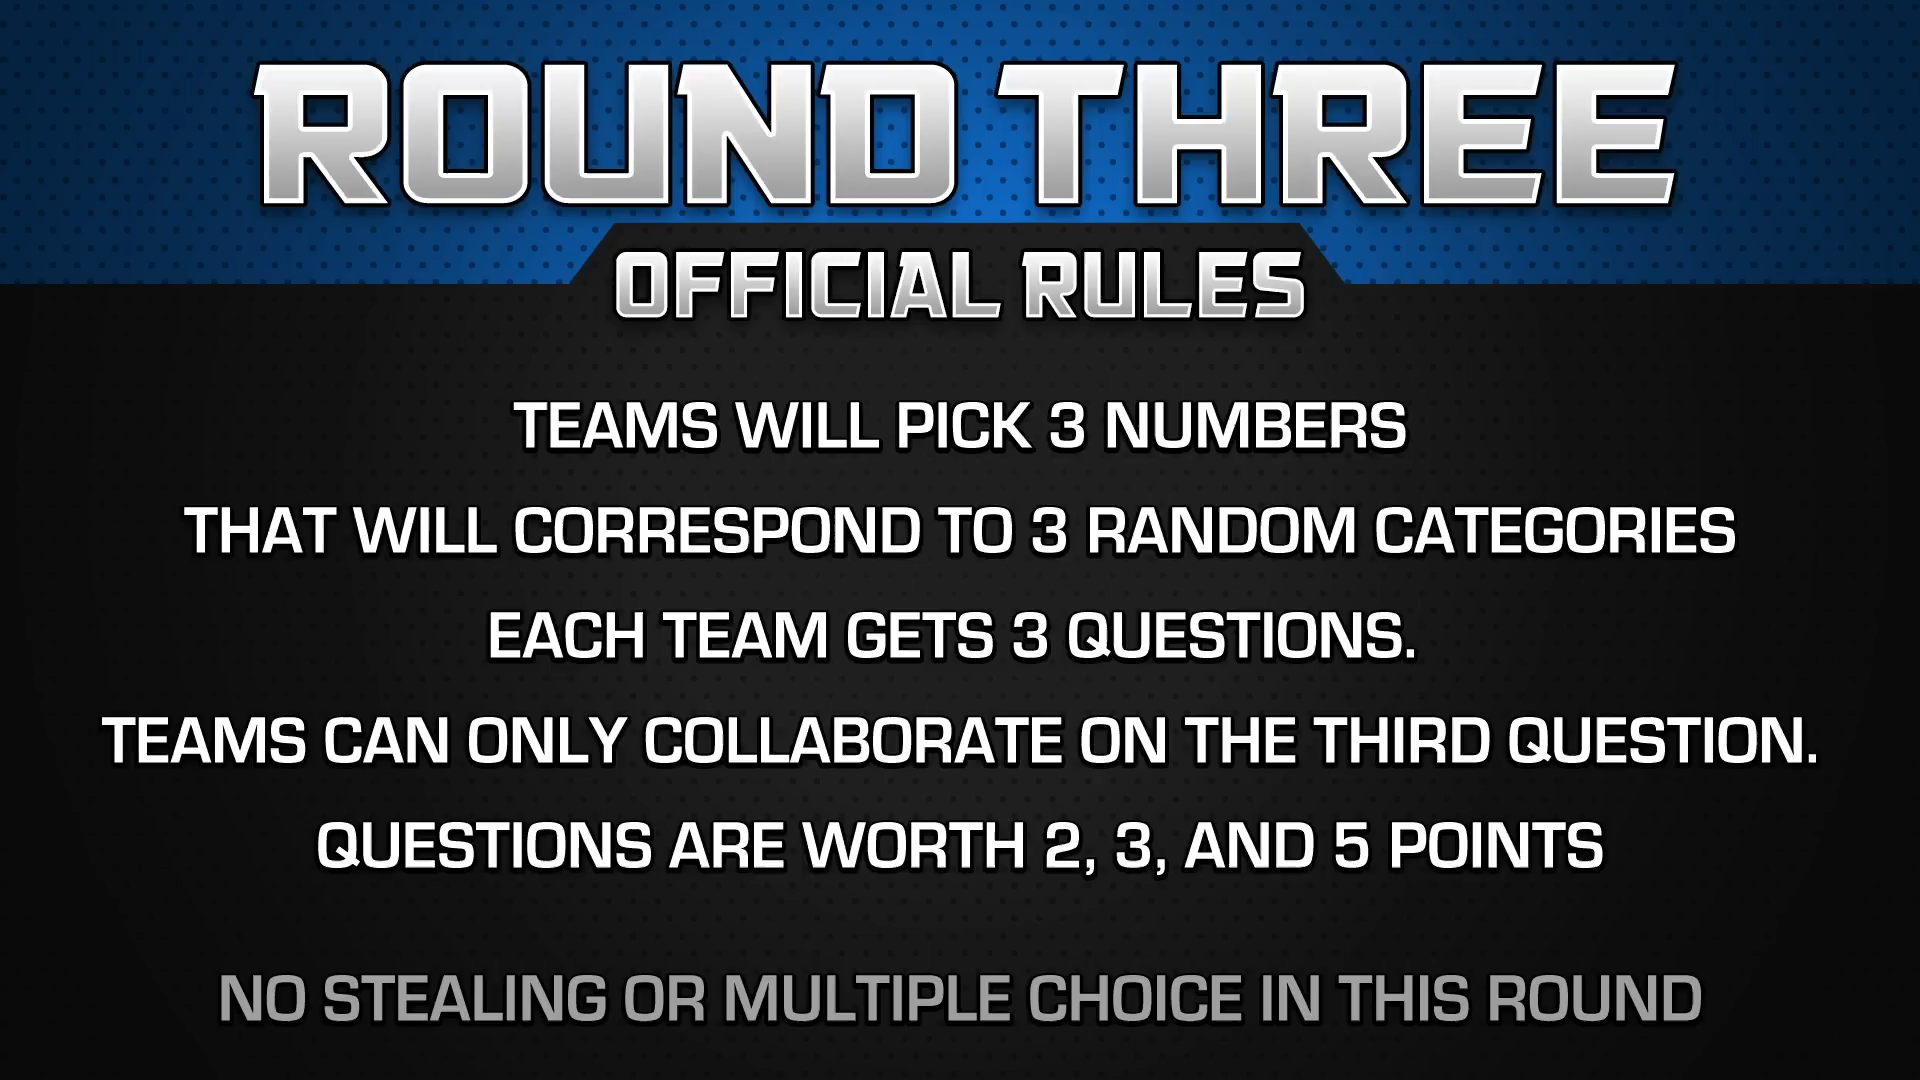 ROUND THREE
OFFICIAL RULES
TEAMS WILL PICK 3 NUMBERS
THAT WILL CORRESPOND TO 3 RANDOM CATEGORIES
EACH TEAM GETS 3 QUESTIONS.
TEAMS CAN ONLY COLLABORATE ON THE THIRD QUESTION.
QUESTIONS ARE WORTH 2, 3, AND 5 POINTS
NO STEALING OR MULTIPLE CHOICE IN THIS ROUND